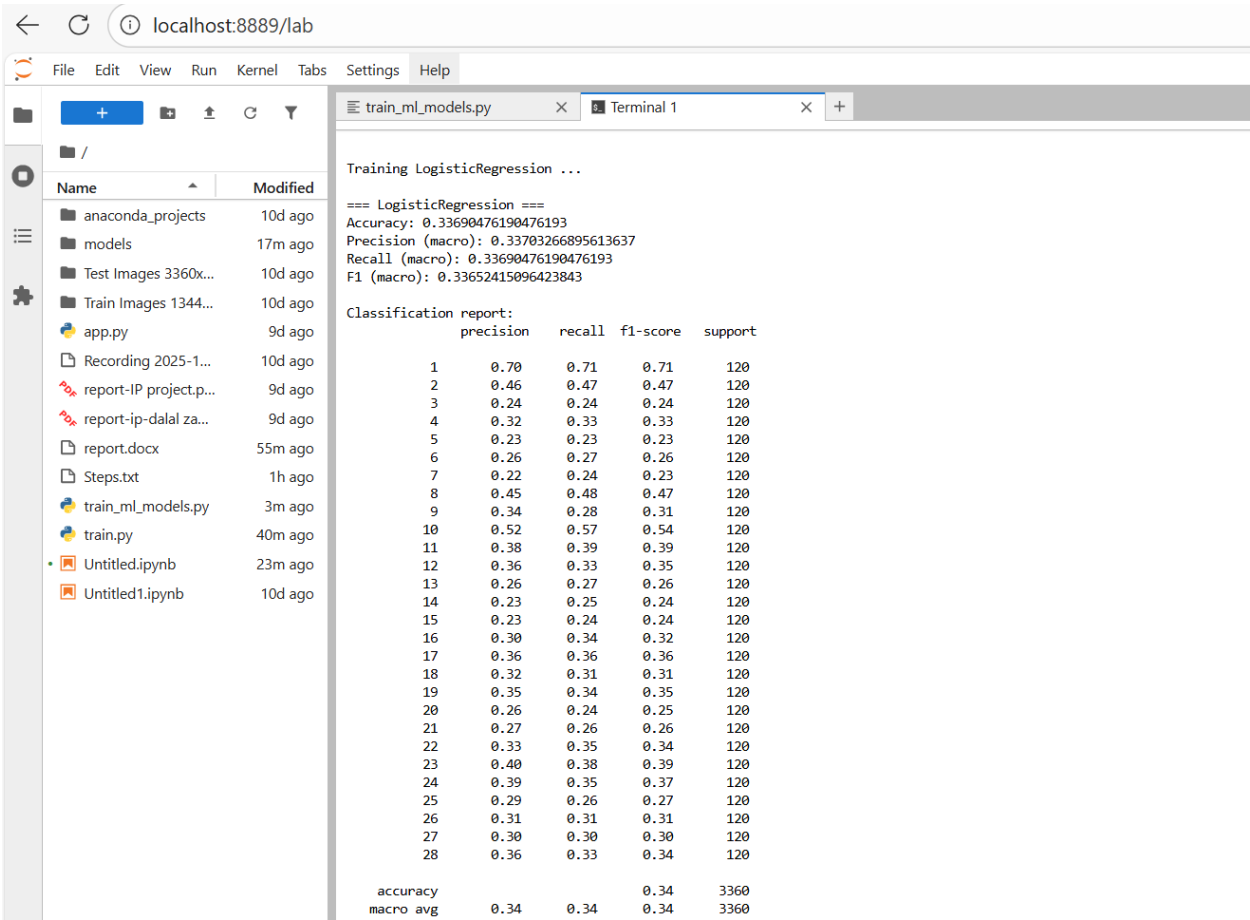 localhost:8889/lab
File Edit View Run Kernel Tabs Settings Help
+
train_ml_models.py
Terminal 1
/
Name Modified
anaconda_projects 10d ago
models 17m ago
Test Images 3360x... 10d ago
Train Images 1344... 10d ago
app.py 9d ago
Recording 2025-1... 10d ago
PDF report-IP project.p... 9d ago
PDF report-ip-dalal za... 9d ago
report.docx 55m ago
Steps.txt 1h ago
train_ml_models.py 3m ago
train.py 40m ago
Untitled.ipynb 23m ago
Untitled1.ipynb 10d ago
Training LogisticRegression ...
=== LogisticRegression ===
Accuracy: 0.33690476190476193
Precision (macro): 0.33703266895613637
Recall (macro): 0.33690476190476193
F1 (macro): 0.33652415096423843
Classification report:
precision recall f1-score support
1 0.70 0.71 0.71 120
2 0.46 0.47 0.47 120
3 0.24 0.24 0.24 120
4 0.32 0.33 0.33 120
5 0.23 0.23 0.23 120
6 0.26 0.27 0.26 120
7 0.22 0.24 0.23 120
8 0.45 0.48 0.47 120
9 0.34 0.28 0.31 120
10 0.52 0.57 0.54 120
11 0.38 0.39 0.39 120
12 0.36 0.33 0.35 120
13 0.26 0.27 0.26 120
14 0.23 0.25 0.24 120
15 0.23 0.24 0.24 120
16 0.30 0.34 0.32 120
17 0.36 0.36 0.36 120
18 0.32 0.31 0.31 120
19 0.35 0.34 0.35 120
20 0.26 0.24 0.25 120
21 0.27 0.26 0.26 120
22 0.33 0.35 0.34 120
23 0.40 0.38 0.39 120
24 0.39 0.35 0.37 120
25 0.29 0.26 0.27 120
26 0.31 0.31 0.31 120
27 0.30 0.30 0.30 120
28 0.36 0.33 0.34 120
accuracy 0.34 3360
macro avg 0.34 0.34 0.34 3360